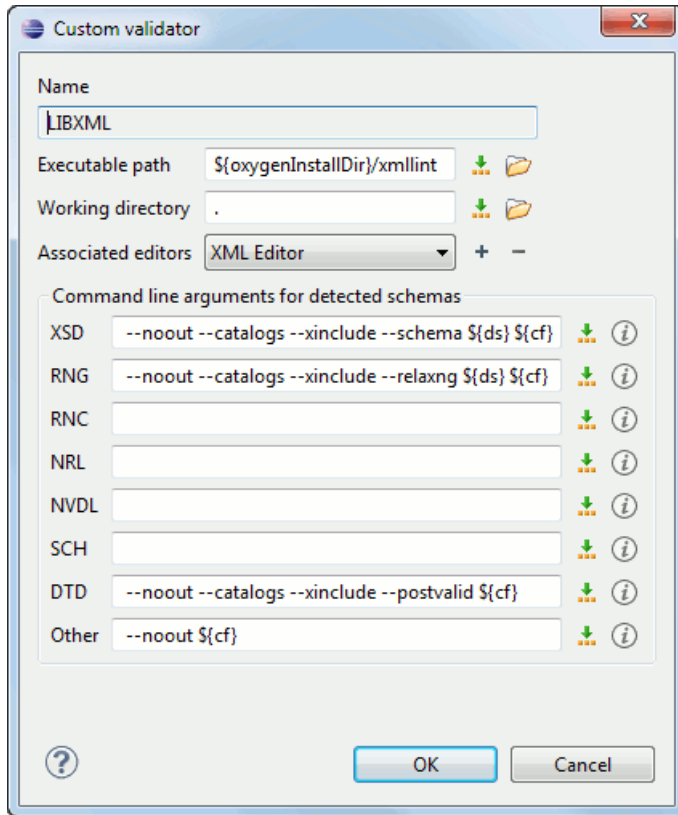 Custom validator
Name
LIBXML
Executable path ${oxygenInstallDir}/xmllint
Working directory .
Associated editors XML Editor + −
Command line arguments for detected schemas
XSD --noout --catalogs --xinclude --schema ${ds} ${cf}
RNG --noout --catalogs --xinclude --relaxng ${ds} ${cf}
RNC
NRL
NVDL
SCH
DTD --noout --catalogs --xinclude --postvalid ${cf}
Other --noout ${cf}
OK Cancel